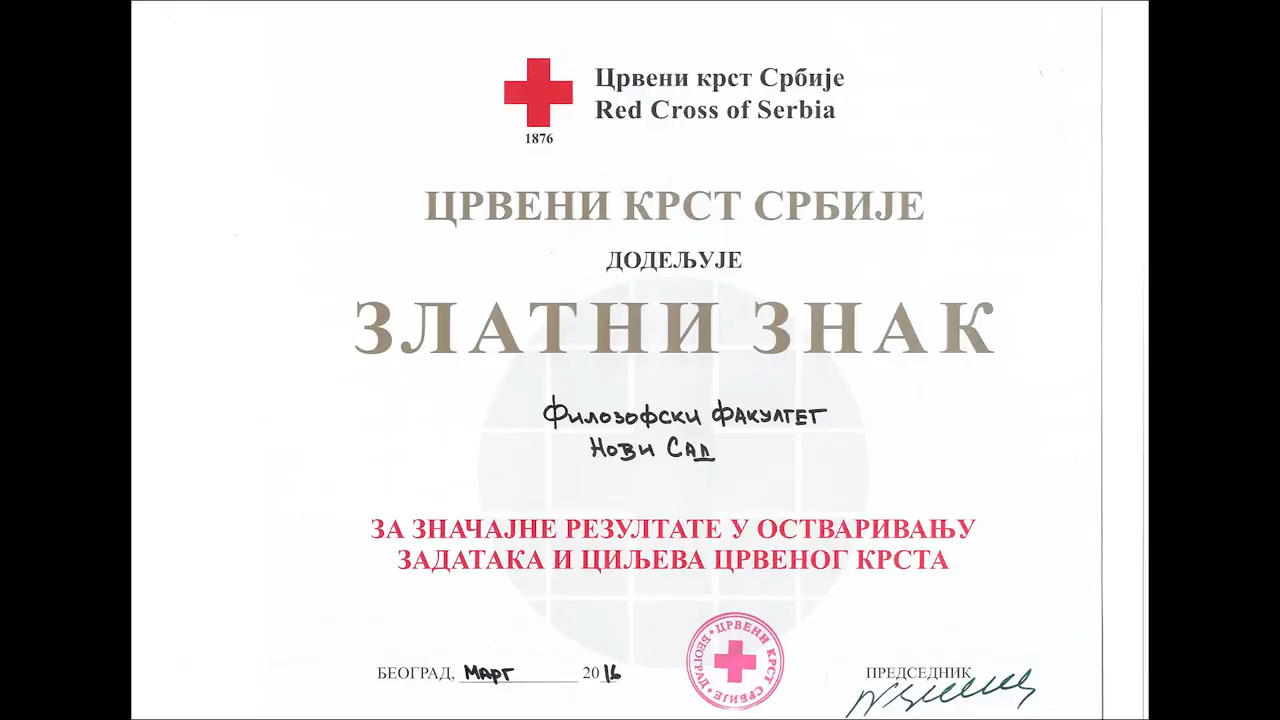 Црвени крст Србије
Red Cross of Serbia
1876
ЦРВЕНИ КРСТ СРБИЈЕ
ДОДЕЉУЈЕ
ЗЛАТНИ ЗНАК
Филозофски факултет
Нови Сад
ЗА ЗНАЧАЈНЕ РЕЗУЛТАТЕ У ОСТВАРИВАЊУ
ЗАДАТАКА И ЦИЉЕВА ЦРВЕНОГ КРСТА
ЦРВЕНИ КРСТ СРБИЈЕ • БЕОГРАД •
БЕОГРАД, Март 2016
ПРЕДСЕДНИК